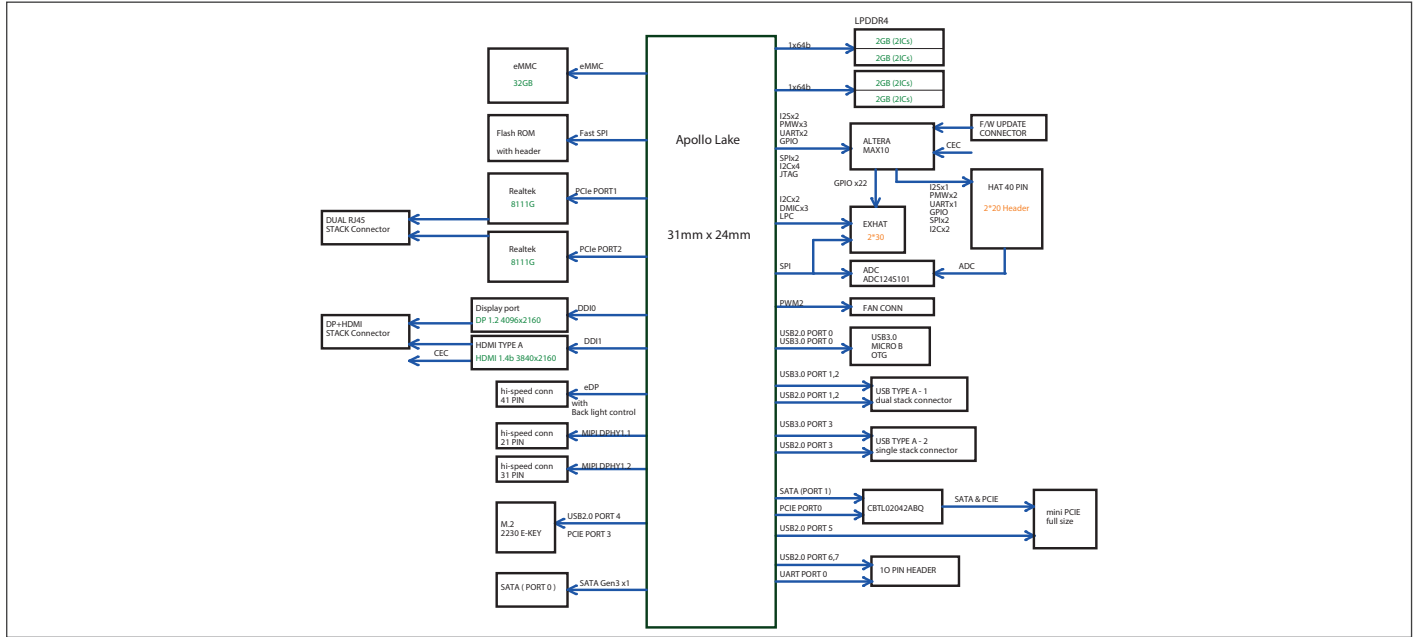 LPDDR4
1x64b
2GB (2ICs)
2GB (2ICs)
1x64b
2GB (2ICs)
2GB (2ICs)
eMMC
32GB
eMMC
Flash ROM
with header
Fast SPI
Realtek
8111G
PCIe PORT1
DUAL RJ45
STACK Connector
Realtek
8111G
PCIe PORT2
Display port
DP 1.2 4096x2160
DDI0
DP+HDMI
STACK Connector
HDMI TYPE A
HDMI 1.4b 3840x2160
DDI1
CEC
hi-speed conn
41 PIN
eDP
with
Back light control
hi-speed conn
21 PIN
MIPI_DPHY1.1
hi-speed conn
31 PIN
MIPI_DPHY1.2
M.2
2230 E-KEY
USB2.0 PORT 4
PCIE PORT 3
SATA ( PORT 0 )
SATA Gen3 x1
Apollo Lake
31mm x 24mm
I2Sx2
PMWx3
UARTx2
GPIO
SPIx2
I2Cx4
JTAG
ALTERA
MAX10
F/W UPDATE
CONNECTOR
CEC
GPIO x22
I2Sx1
PMWx2
UARTx1
GPIO
SPIx2
I2Cx2
HAT 40 PIN
2*20 Header
I2Cx2
DMICx3
LPC
EXHAT
2*30
SPI
ADC
ADC124S101
ADC
PWM2
FAN CONN
USB2.0 PORT 0
USB3.0 PORT 0
USB3.0
MICRO B
OTG
USB3.0 PORT 1,2
USB2.0 PORT 1,2
USB TYPE A - 1
dual stack connector
USB3.0 PORT 3
USB2.0 PORT 3
USB TYPE A - 2
single stack connector
SATA (PORT 1)
PCIE PORT0
CBTL02042ABQ
SATA & PCIE
mini PCIE
full size
USB2.0 PORT 5
USB2.0 PORT 6,7
UART PORT 0
1O PIN HEADER